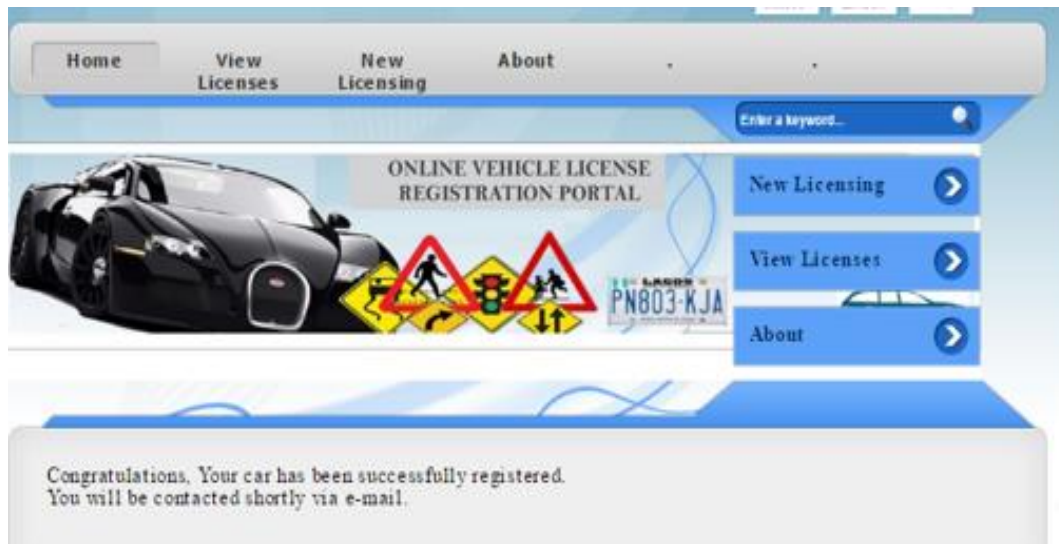 Home
View
Licenses
New
Licensing
About
.
.
Enter a keyword...
ONLINE VEHICLE LICENSE
REGISTRATION PORTAL
New Licensing
View Licenses
About
LAGOS
PN803-KJA
Congratulations, Your car has been successfully registered.
You will be contacted shortly via e-mail.